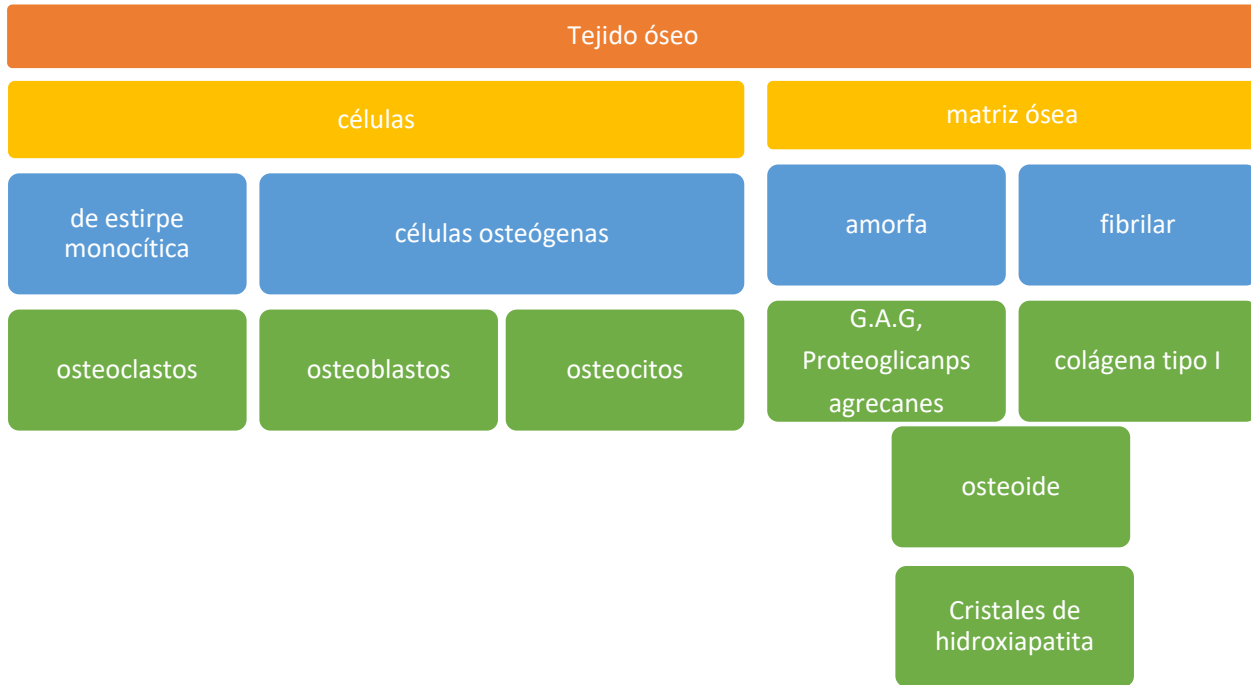 Tejido óseo
células
matriz ósea
de estirpe
monocítica
células osteógenas
amorfa
fibrilar
osteoclastos
osteoblastos
osteocitos
G.A.G,
Proteoglicanps
agrecanes
colágena tipo I
osteoide
Cristales de
hidroxiapatita